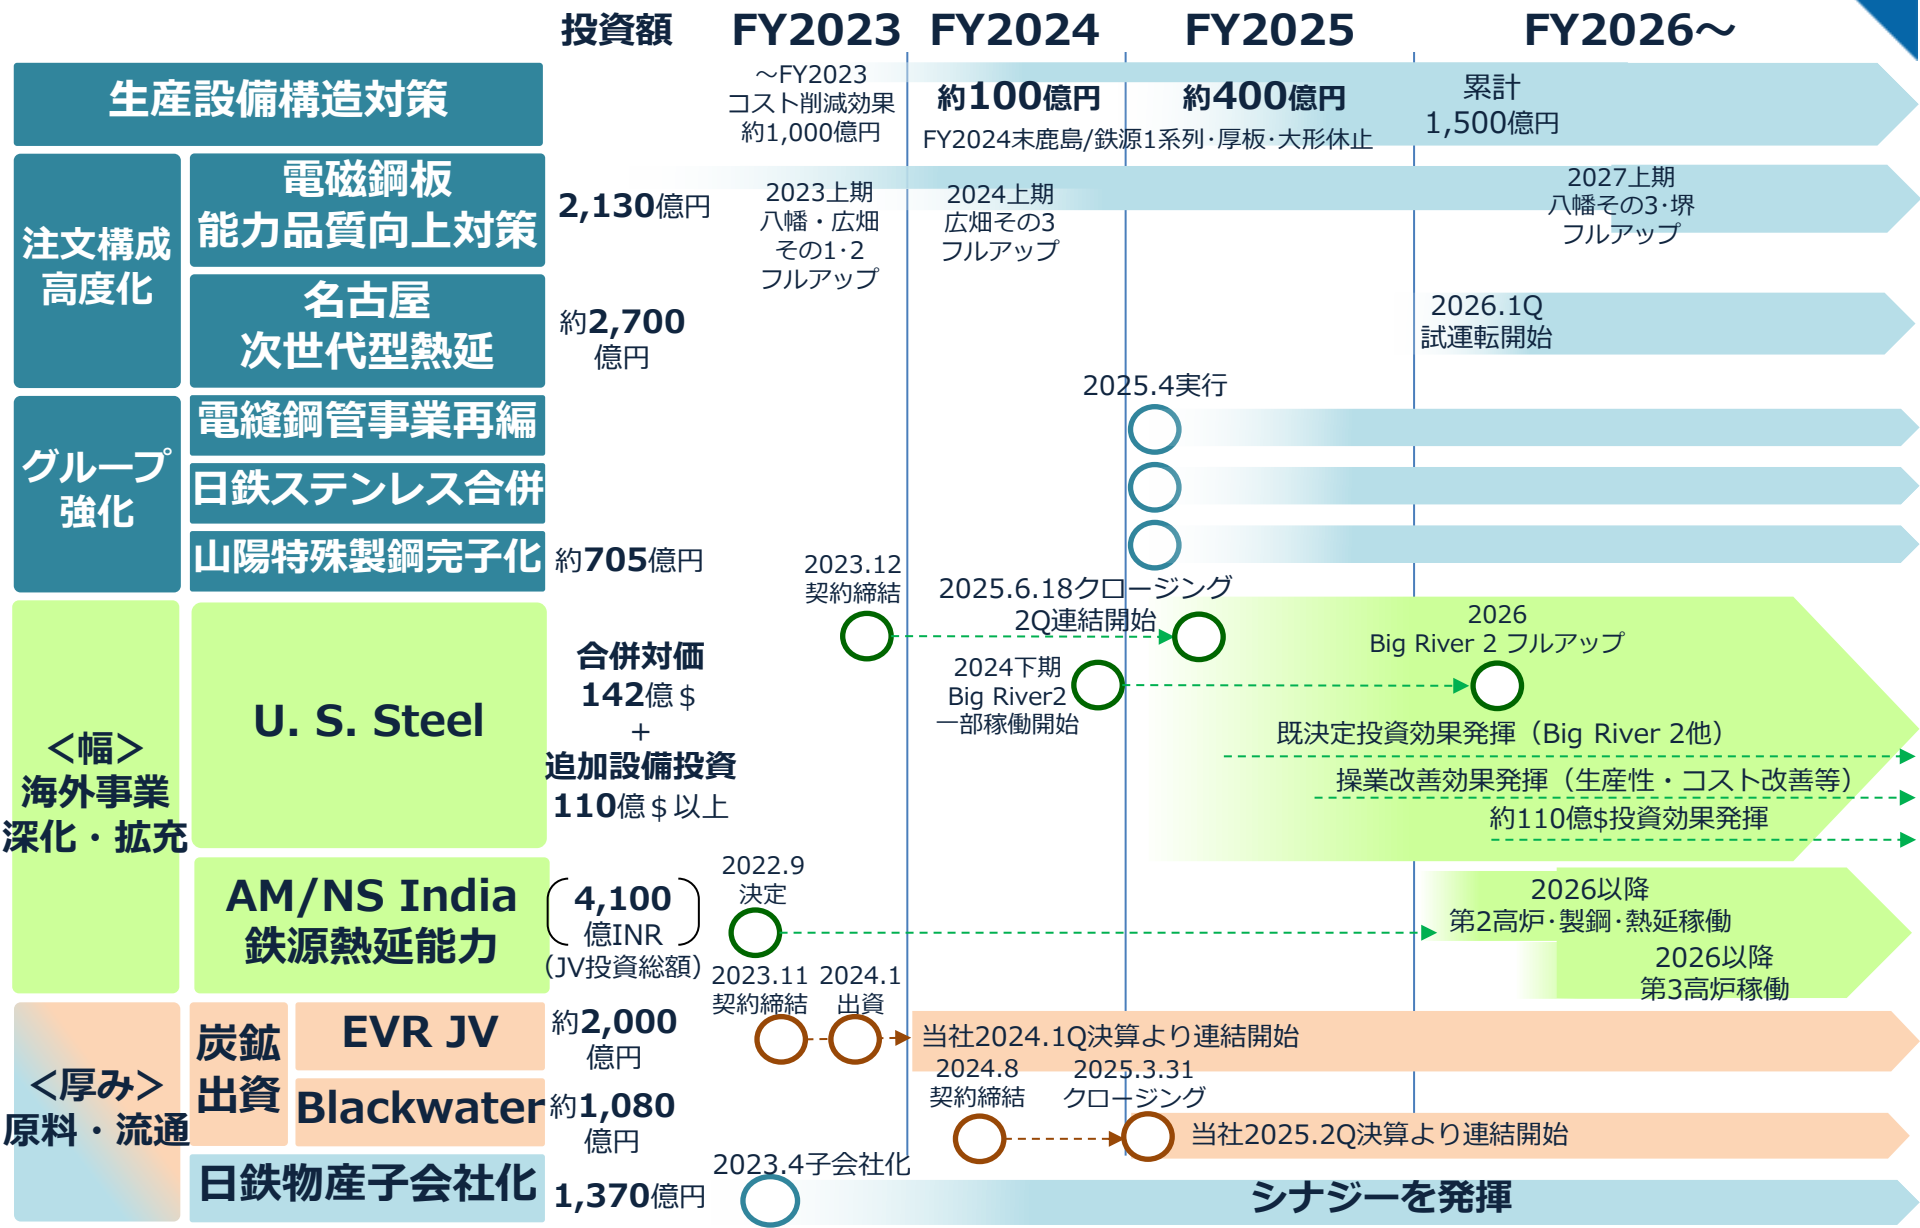 投資額 FY2023 FY2024 FY2025 FY2026～
生産設備構造対策
～FY2023
コスト削減効果
約1,000億円
約100億円
約400億円
FY2024末鹿島/鉄源1系列･厚板･大形休止
累計
1,500億円
注文構成
高度化
電磁鋼板
能力品質向上対策
2,130億円
2023上期
八幡・広畑
その1･2
フルアップ
2024上期
広畑その3
フルアップ
2027上期
八幡その3･堺
フルアップ
名古屋
次世代型熱延
約2,700
億円
2026.1Q
試運転開始
グループ
強化
電縫鋼管事業再編
2025.4実行
日鉄ステンレス合併
山陽特殊製鋼完子化
約705億円
＜幅＞
海外事業
深化・拡充
U. S. Steel
合併対価
142億＄
+
追加設備投資
110億＄以上
2023.12
契約締結
2025.6.18クロージング
2Q連結開始
2024下期
Big River2
一部稼働開始
2026
Big River 2 フルアップ
既決定投資効果発揮（Big River 2他）
操業改善効果発揮（生産性・コスト改善等）
約110億$投資効果発揮
AM/NS India
鉄源熱延能力
4,100
億INR
（JV投資総額）
2022.9
決定
2026以降
第2高炉･製鋼･熱延稼働
2026以降
第3高炉稼働
＜厚み＞
原料・流通
炭鉱
出資
EVR JV
約2,000
億円
2023.11
契約締結
2024.1
出資
当社2024.1Q決算より連結開始
Blackwater
約1,080
億円
2024.8
契約締結
2025.3.31
クロージング
当社2025.2Q決算より連結開始
日鉄物産子会社化
1,370億円
2023.4子会社化
シナジーを発揮